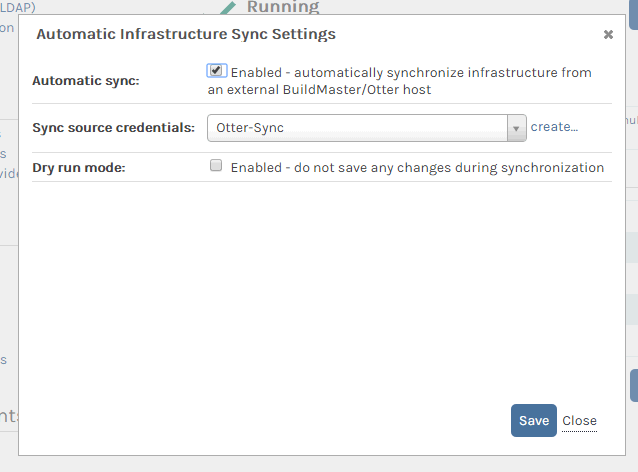 LDAP)
Running
on
Automatic Infrastructure Sync Settings
Automatic sync:
Enabled - automatically synchronize infrastructure from
an external BuildMaster/Otter host
Sync source credentials:
Otter-Sync
create...
Dry run mode:
Enabled - do not save any changes during synchronization
Save
Close